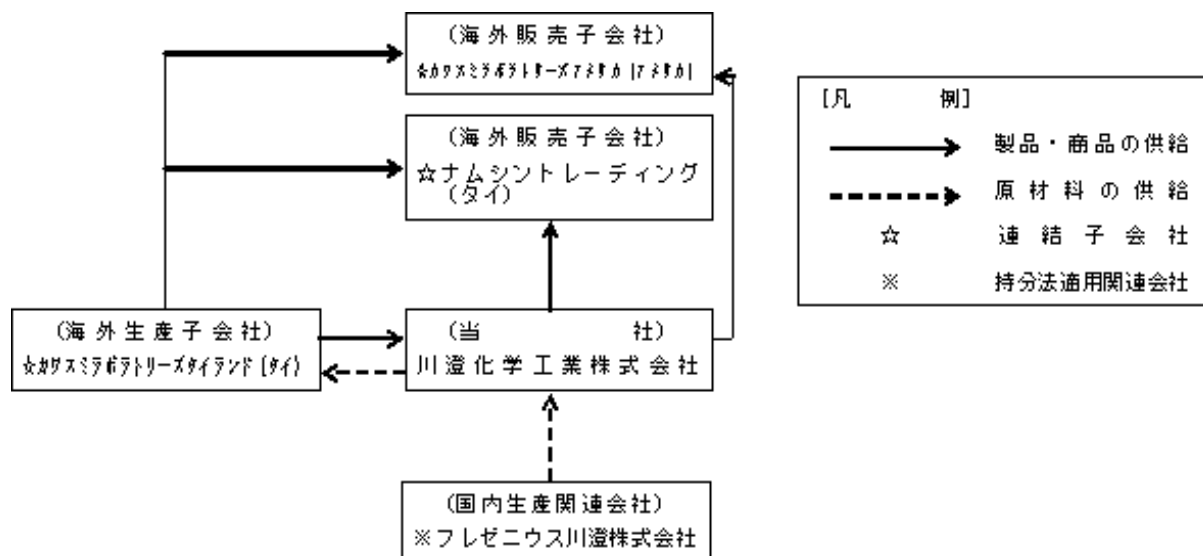 (海外販売子会社)
☆ｶﾜｽﾐﾗﾎﾞﾗﾄﾘｰｽﾞｱﾒﾘｶ(ｱﾒﾘｶ)
(海外販売子会社)
☆ナムシントレーディング
(タイ)
(海外生産子会社)
☆ｶﾜｽﾐﾗﾎﾞﾗﾄﾘｰｽﾞﾀｲﾗﾝﾄﾞ(ﾀｲ)
(当 社)
川澄化学工業株式会社
(国内生産関連会社)
※フレゼニウス川澄株式会社
[凡 例]
製品・商品の供給
原材料の供給
☆ 連結子会社
※ 持分法適用関連会社